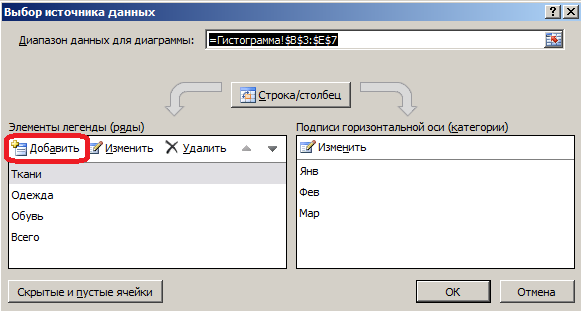 Выбор источника данных
Диапазон данных для диаграммы: =Гистограмма!$B$3:$E$7
Строка/столбец
Элементы легенды (ряды)
Добавить Изменить Удалить
Ткани
Одежда
Обувь
Всего
Подписи горизонтальной оси (категории)
Изменить
Янв
Фев
Мар
Скрытые и пустые ячейки
ОК Отмена